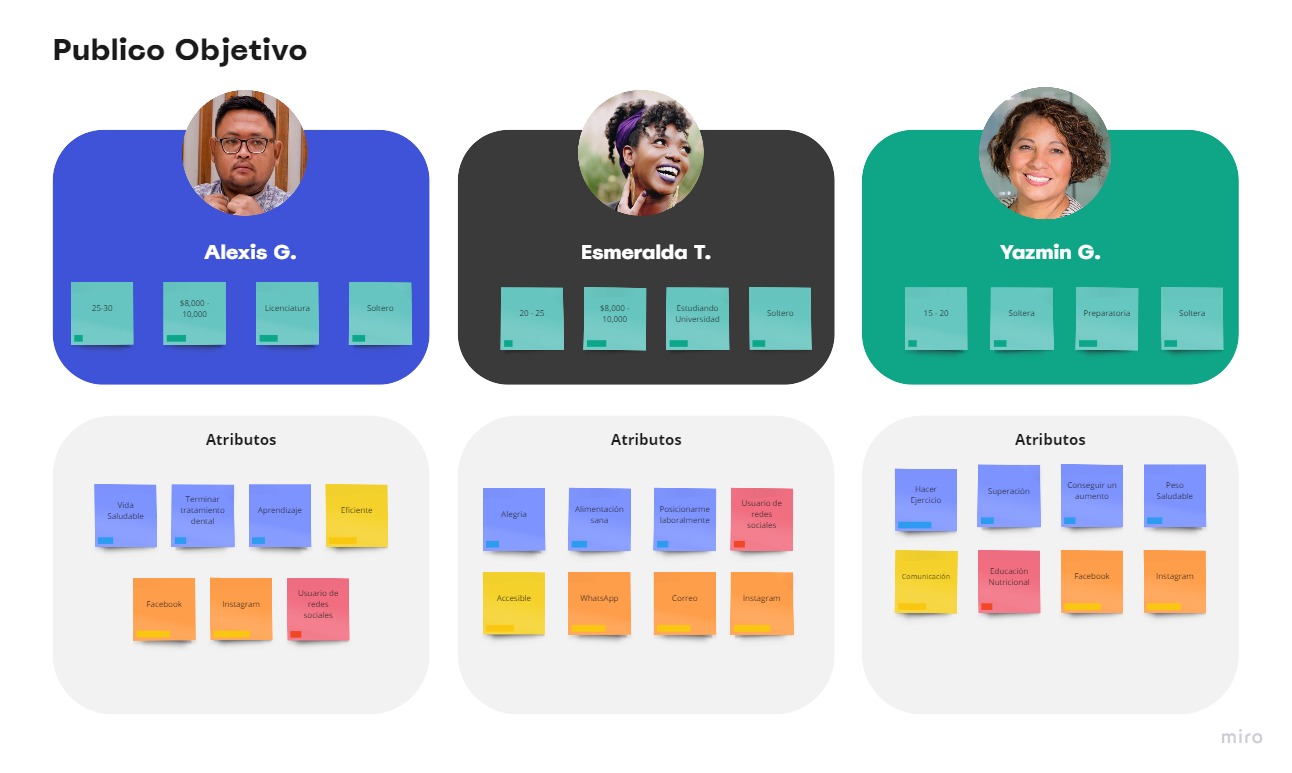 Publico Objetivo
Alexis G.
25-30
$8,000 -
10,000
Licenciatura
Soltero
Esmeralda T.
20 - 25
$8,000 -
10,000
Estudiando
Universidad
Soltero
Yazmin G.
15 - 20
Soltera
Preparatoria
Soltera
Atributos
Vida
Saludable
Terminar
tratamiento
dental
Aprendizaje
Eficiente
Facebook
Instagram
Usuario de
redes
sociales
Atributos
Alegria
Alimentación
sana
Posicionarme
laboralmente
Usuario de
redes
sociales
Accesible
WhatsApp
Correo
Instagram
Atributos
Hacer
Ejercicio
Superación
Conseguir un
aumento
Peso
Saludable
Comunicación
Educación
Nutricional
Facebook
Instagram
miro